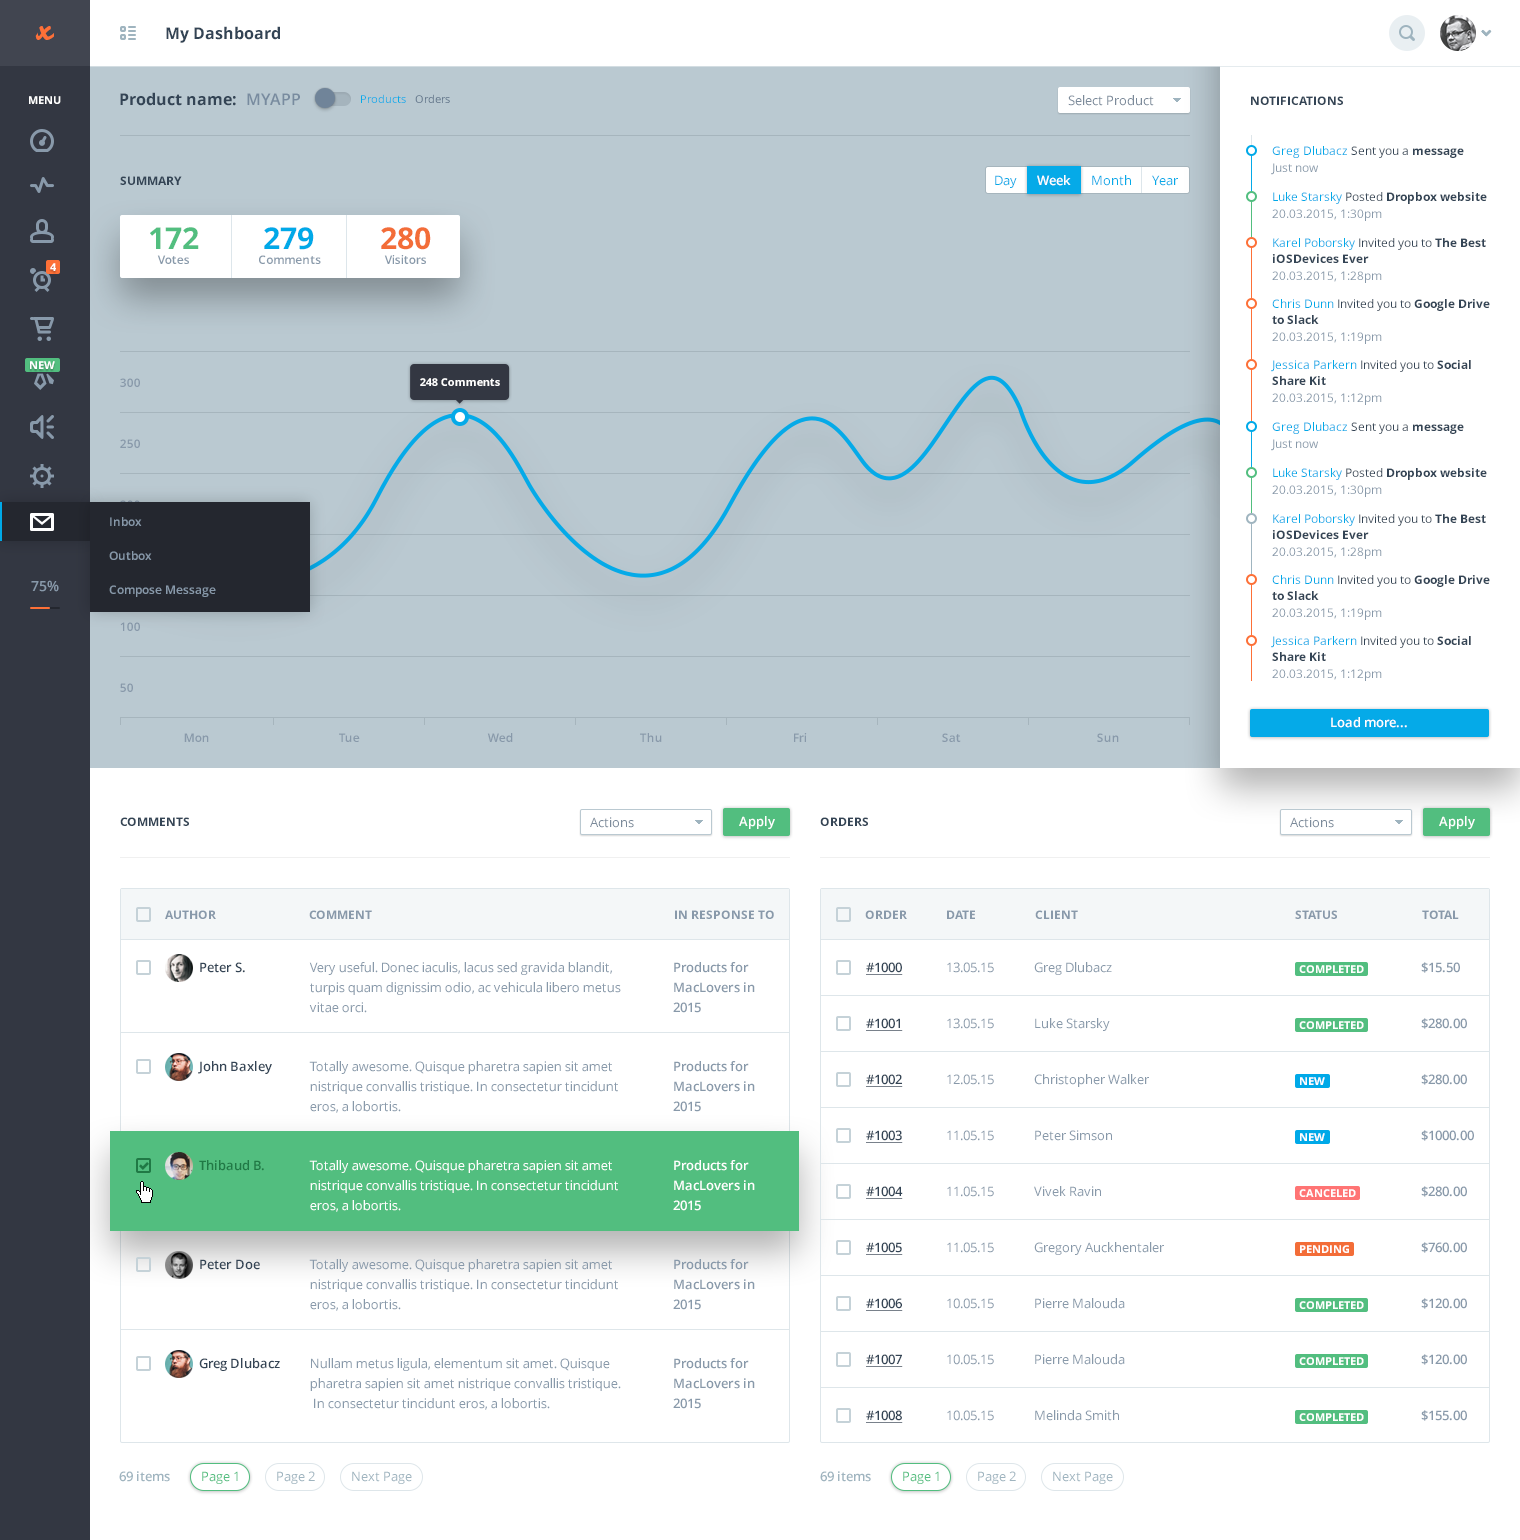 My Dashboard
MENU
4
NEW
75%
Inbox
Outbox
Compose Message
Product name: MYAPP Products Orders
Select Product
SUMMARY
Day Week Month Year
172 279 280
Votes Comments Visitors
300
248 Comments
250
100
50
Mon Tue Wed Thu Fri Sat Sun
NOTIFICATIONS
Greg Dlubacz Sent you a message
Just now
Luke Starsky Posted Dropbox website
20.03.2015, 1:30pm
Karel Poborsky Invited you to The Best
iOSDevices Ever
20.03.2015, 1:28pm
Chris Dunn Invited you to Google Drive
to Slack
20.03.2015, 1:19pm
Jessica Parkern Invited you to Social
Share Kit
20.03.2015, 1:12pm
Greg Dlubacz Sent you a message
Just now
Luke Starsky Posted Dropbox website
20.03.2015, 1:30pm
Karel Poborsky Invited you to The Best
iOSDevices Ever
20.03.2015, 1:28pm
Chris Dunn Invited you to Google Drive
to Slack
20.03.2015, 1:19pm
Jessica Parkern Invited you to Social
Share Kit
20.03.2015, 1:12pm
Load more...
COMMENTS Actions Apply
AUTHOR COMMENT IN RESPONSE TO
Peter S. Very useful. Donec iaculis, lacus sed gravida blandit, Products for
turpis quam dignissim odio, ac vehicula libero metus MacLovers in
vitae orci. 2015
John Baxley Totally awesome. Quisque pharetra sapien sit amet Products for
nistrique convallis tristique. In consectetur tincidunt MacLovers in
eros, a lobortis. 2015
Thibaud B. Totally awesome. Quisque pharetra sapien sit amet Products for
nistrique convallis tristique. In consectetur tincidunt MacLovers in
eros, a lobortis. 2015
Peter Doe Totally awesome. Quisque pharetra sapien sit amet Products for
nistrique convallis tristique. In consectetur tincidunt MacLovers in
eros, a lobortis. 2015
Greg Dlubacz Nullam metus ligula, elementum sit amet. Quisque Products for
pharetra sapien sit amet nistrique convallis tristique. MacLovers in
In consectetur tincidunt eros, a lobortis. 2015
69 items Page 1 Page 2 Next Page
ORDERS Actions Apply
ORDER DATE CLIENT STATUS TOTAL
#1000 13.05.15 Greg Dlubacz COMPLETED $15.50
#1001 13.05.15 Luke Starsky COMPLETED $280.00
#1002 12.05.15 Christopher Walker NEW $280.00
#1003 11.05.15 Peter Simson NEW $1000.00
#1004 11.05.15 Vivek Ravin CANCELED $280.00
#1005 11.05.15 Gregory Auckhentaler PENDING $760.00
#1006 10.05.15 Pierre Malouda COMPLETED $120.00
#1007 10.05.15 Pierre Malouda COMPLETED $120.00
#1008 10.05.15 Melinda Smith COMPLETED $155.00
69 items Page 1 Page 2 Next Page